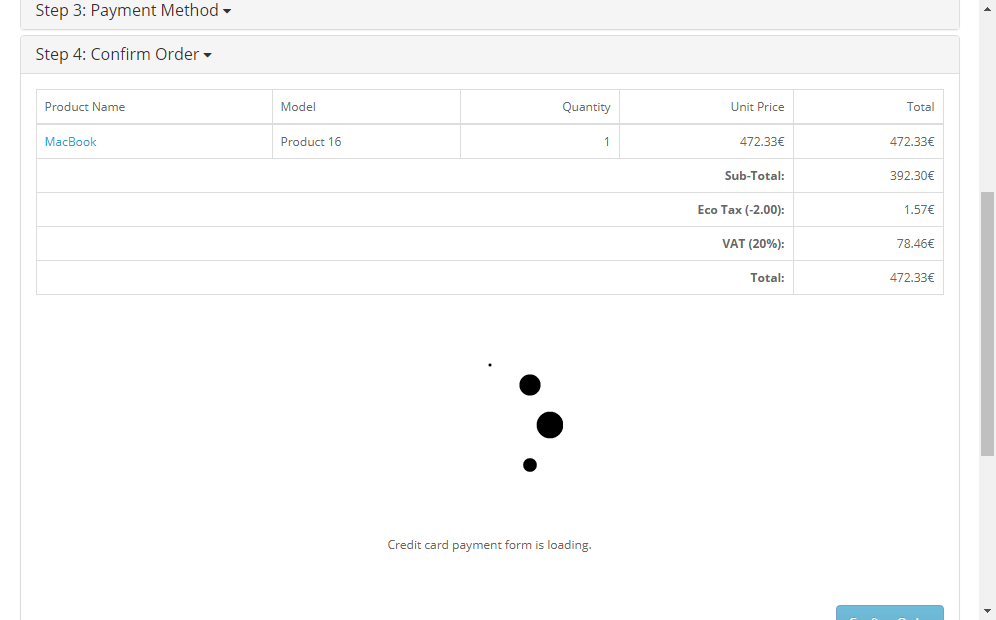 Step 3: Payment Method
Step 4: Confirm Order
Product Name Model Quantity Unit Price Total
MacBook Product 16 1 472.33€ 472.33€
Sub-Total: 392.30€
Eco Tax (-2.00): 1.57€
VAT (20%): 78.46€
Total: 472.33€
Credit card payment form is loading.